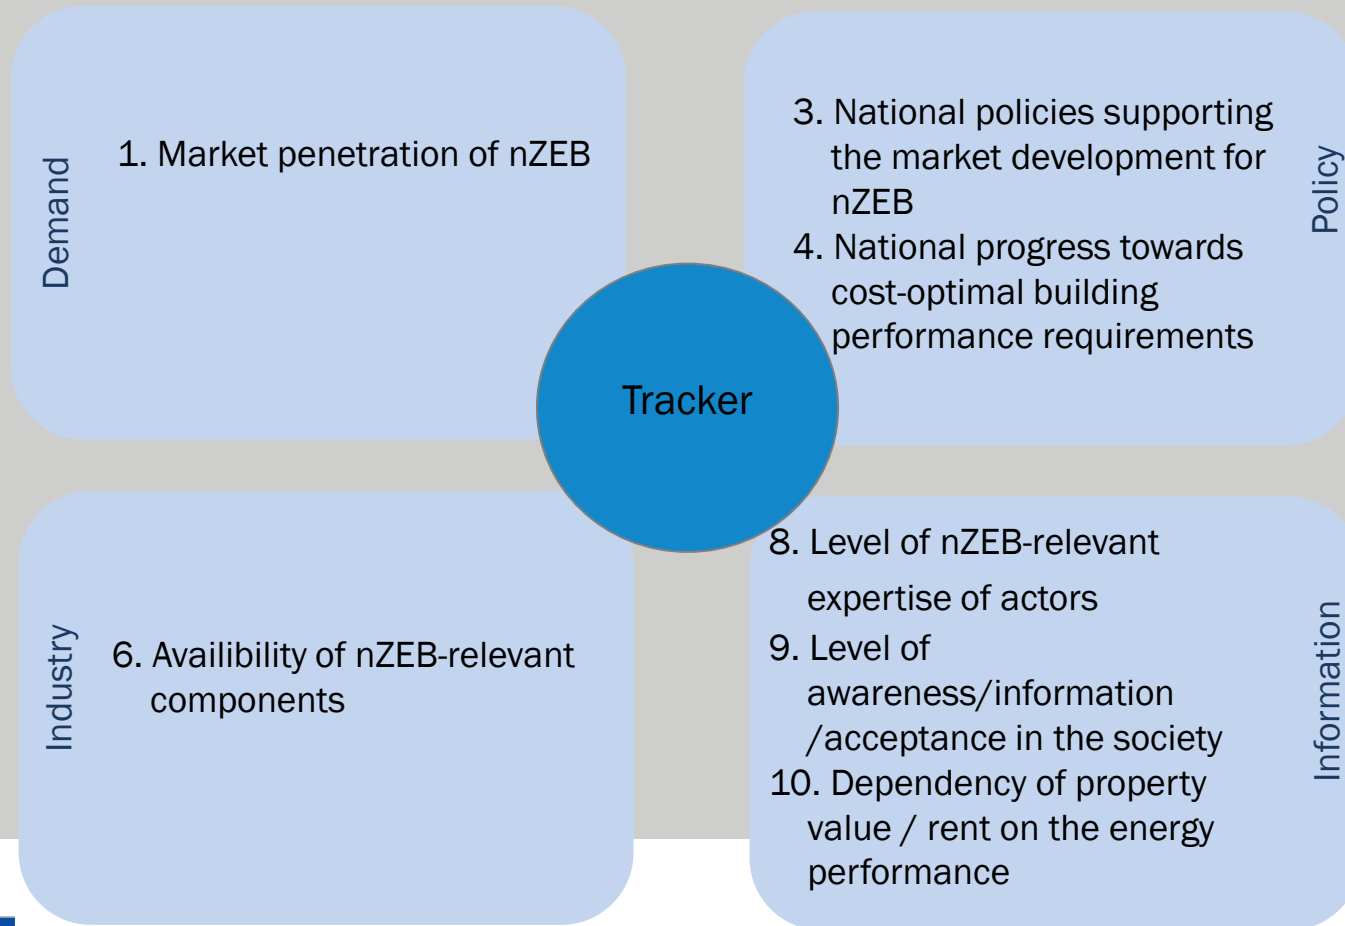 Demand
1. Market penetration of nZEB
3. National policies supporting
the market development for
nZEB
4. National progress towards
cost-optimal building
performance requirements
Policy
Tracker
Industry
6. Availibility of nZEB-relevant
components
8. Level of nZEB-relevant
expertise of actors
9. Level of
awareness/information
/acceptance in the society
10. Dependency of property
value / rent on the energy
performance
Information